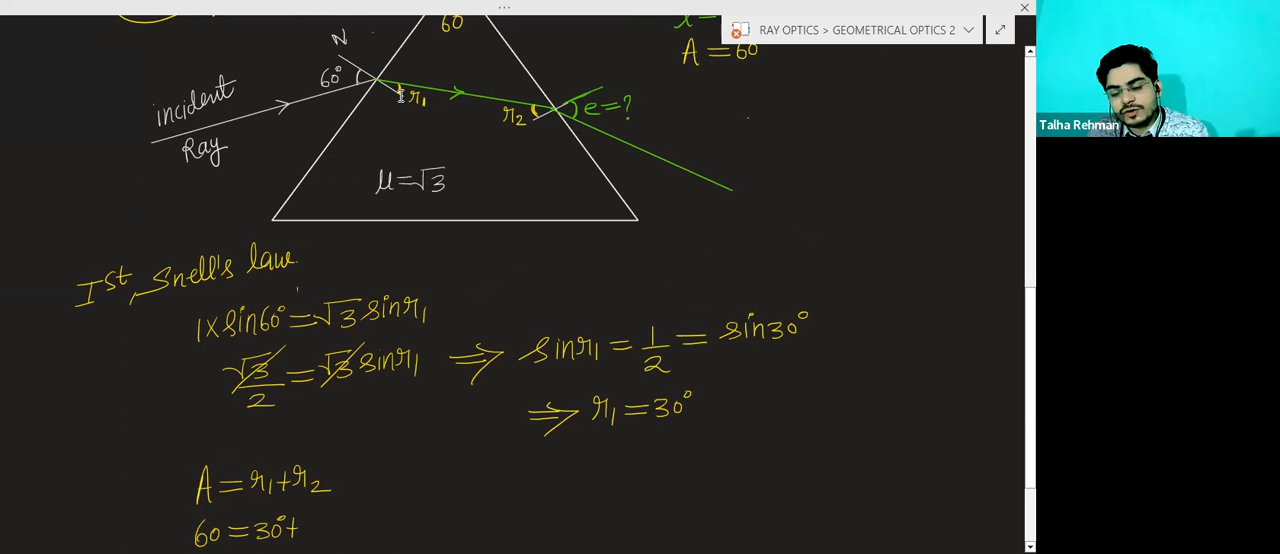 RAY OPTICS > GEOMETRICAL OPTICS 2
60
A = 60
N
60°
r₁
incident
Ray
r₂
e = ?
μ = √3
Talha Rehman
Ist, Snell's law
1×sin60° = √3 sinr₁
√3/2 = √3 sinr₁ ⇒ sinr₁ = 1/2 = sin30°
⇒ r₁ = 30°
A = r₁ + r₂
60 = 30° +